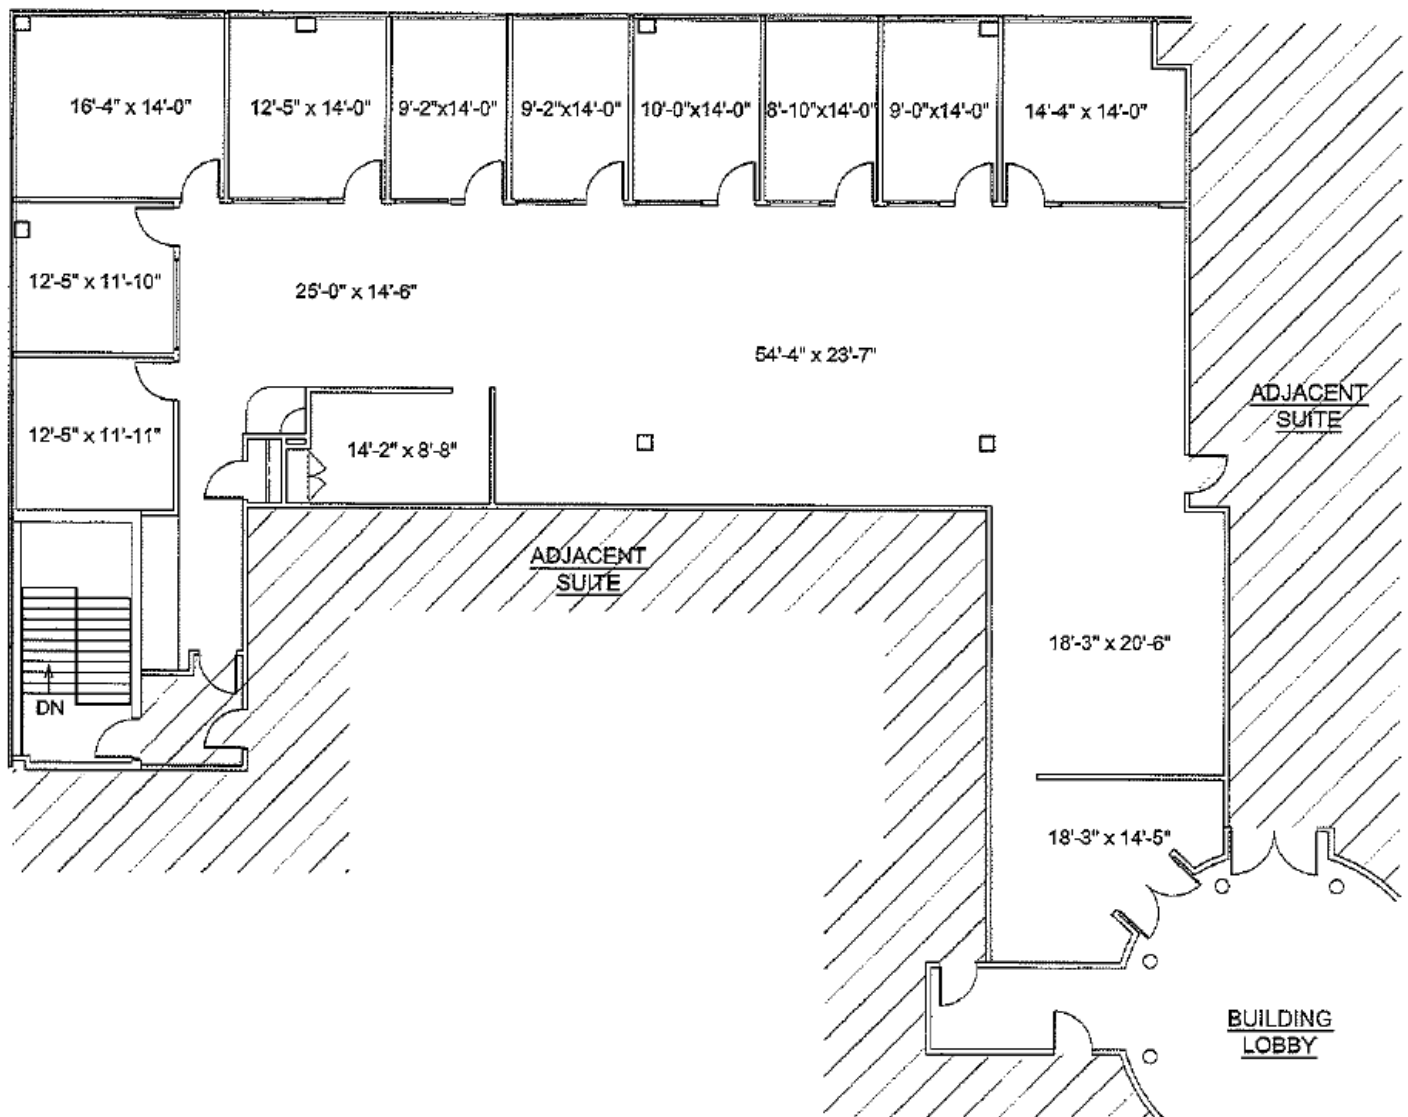 16'-4" x 14'-0"
12'-5" x 14'-0"
9'-2"x14'-0"
9'-2"x14'-0"
10'-0"x14'-0"
8'-10"x14'-0"
9'-0"x14'-0"
14'-4" x 14'-0"
12'-5" x 11'-10"
25'-0" x 14'-6"
54'-4" x 23'-7"
ADJACENT
SUITE
12'-5" x 11'-11"
14'-2" x 8'-8"
ADJACENT
SUITE
18'-3" x 20'-6"
DN
18'-3" x 14'-5"
BUILDING
LOBBY